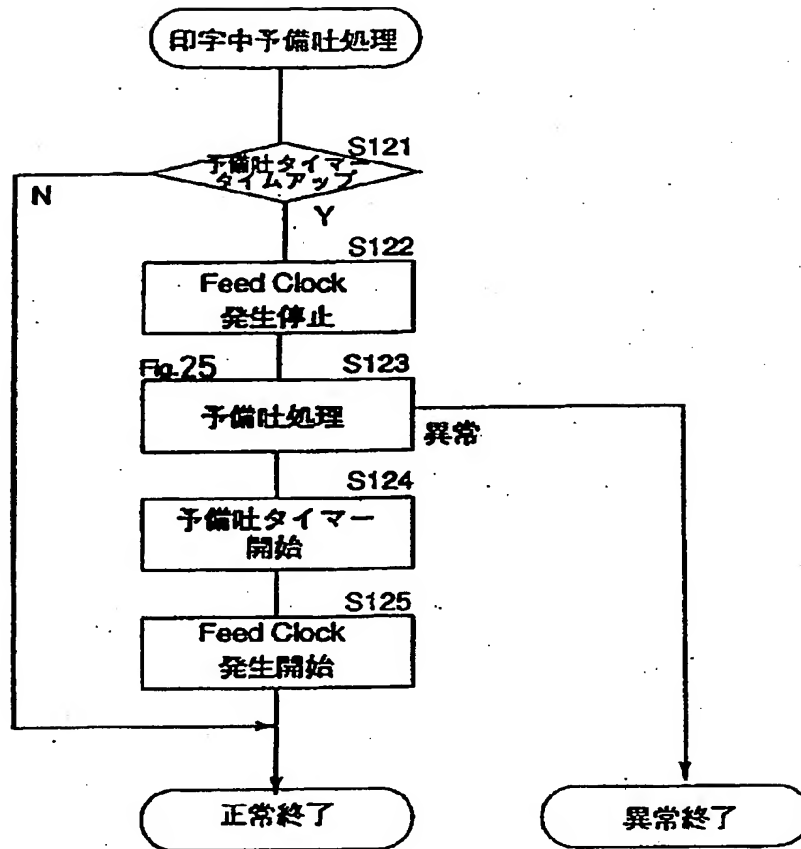 印字中予備吐処理
S121
予備吐タイマー
タイムアップ
N
Y
S122
Feed Clock
発生停止
Fig.25
S123
予備吐処理
異常
S124
予備吐タイマー
開始
S125
Feed Clock
発生開始
正常終了
異常終了